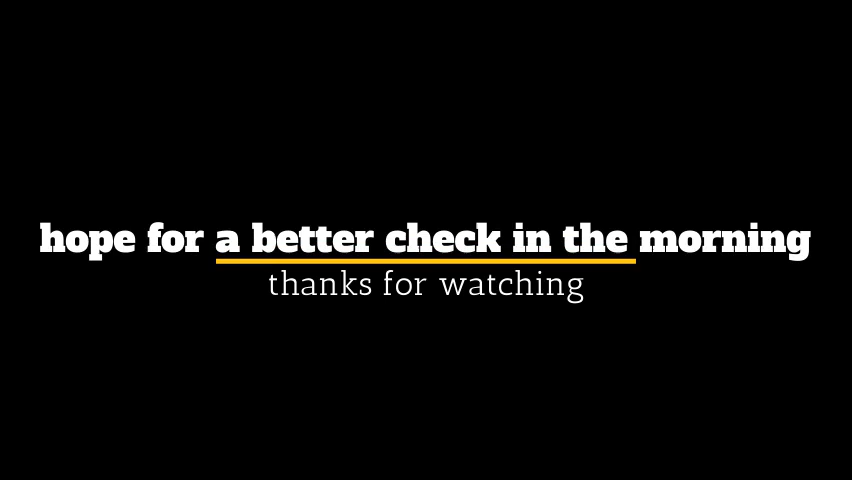 hope for a better check in the morning
thanks for watching